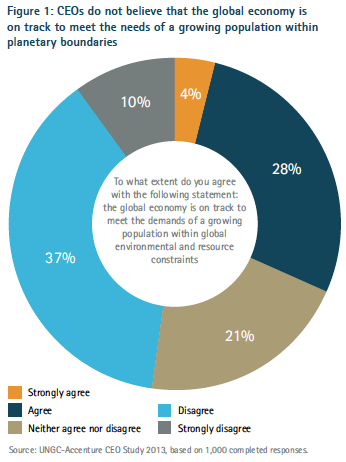 Figure 1: CEOs do not believe that the global economy is
on track to meet the needs of a growing population within
planetary boundaries
10%
4%
28%
To what extent do you agree
with the following statement:
the global economy is on track to
meet the demands of a growing
population within global
environmental and resource
constraints
37%
21%
Strongly agree
Agree
Disagree
Neither agree nor disagree
Strongly disagree
Source: UNGC-Accenture CEO Study 2013, based on 1,000 completed responses.